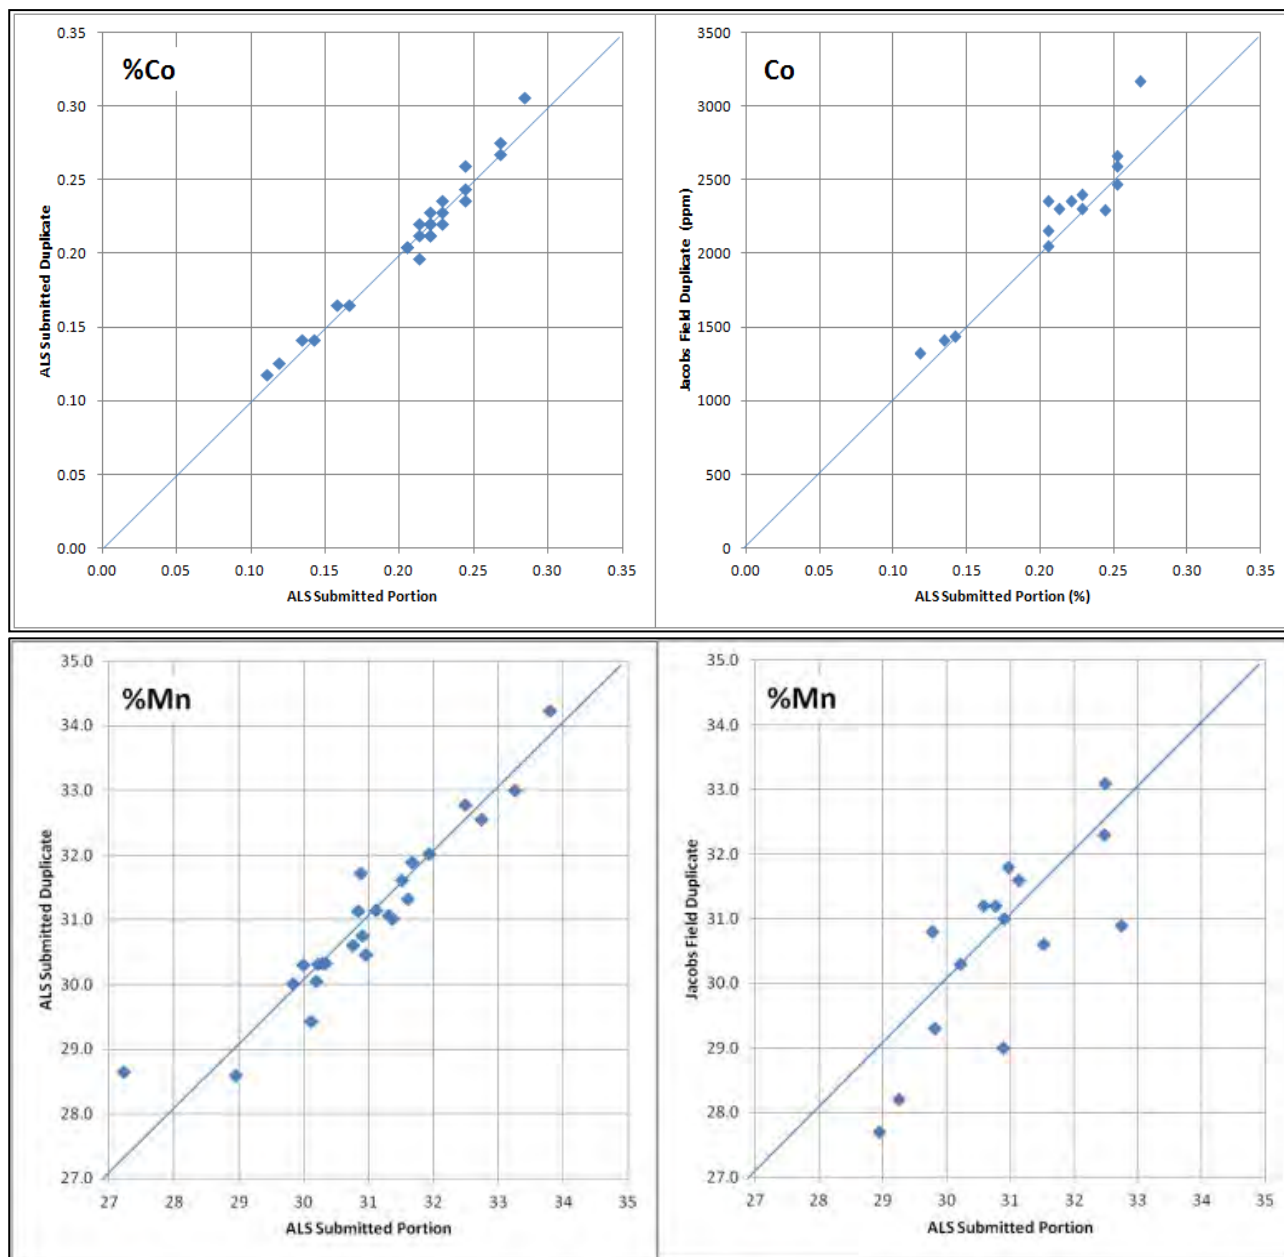 %Co
0.35
0.30
0.25
0.20
0.15
0.10
0.05
0.00
ALS Submitted Duplicate
0.00 0.05 0.10 0.15 0.20 0.25 0.30 0.35
ALS Submitted Portion
Co
3500
3000
2500
2000
1500
1000
500
0
Jacobs Field Duplicate (ppm)
0.00 0.05 0.10 0.15 0.20 0.25 0.30 0.35
ALS Submitted Portion (%)
%Mn
35.0
34.0
33.0
32.0
31.0
30.0
29.0
28.0
27.0
ALS Submitted Duplicate
27 28 29 30 31 32 33 34 35
ALS Submitted Portion
%Mn
35.0
34.0
33.0
32.0
31.0
30.0
29.0
28.0
27.0
Jacobs Field Duplicate
27 28 29 30 31 32 33 34 35
ALS Submitted Portion